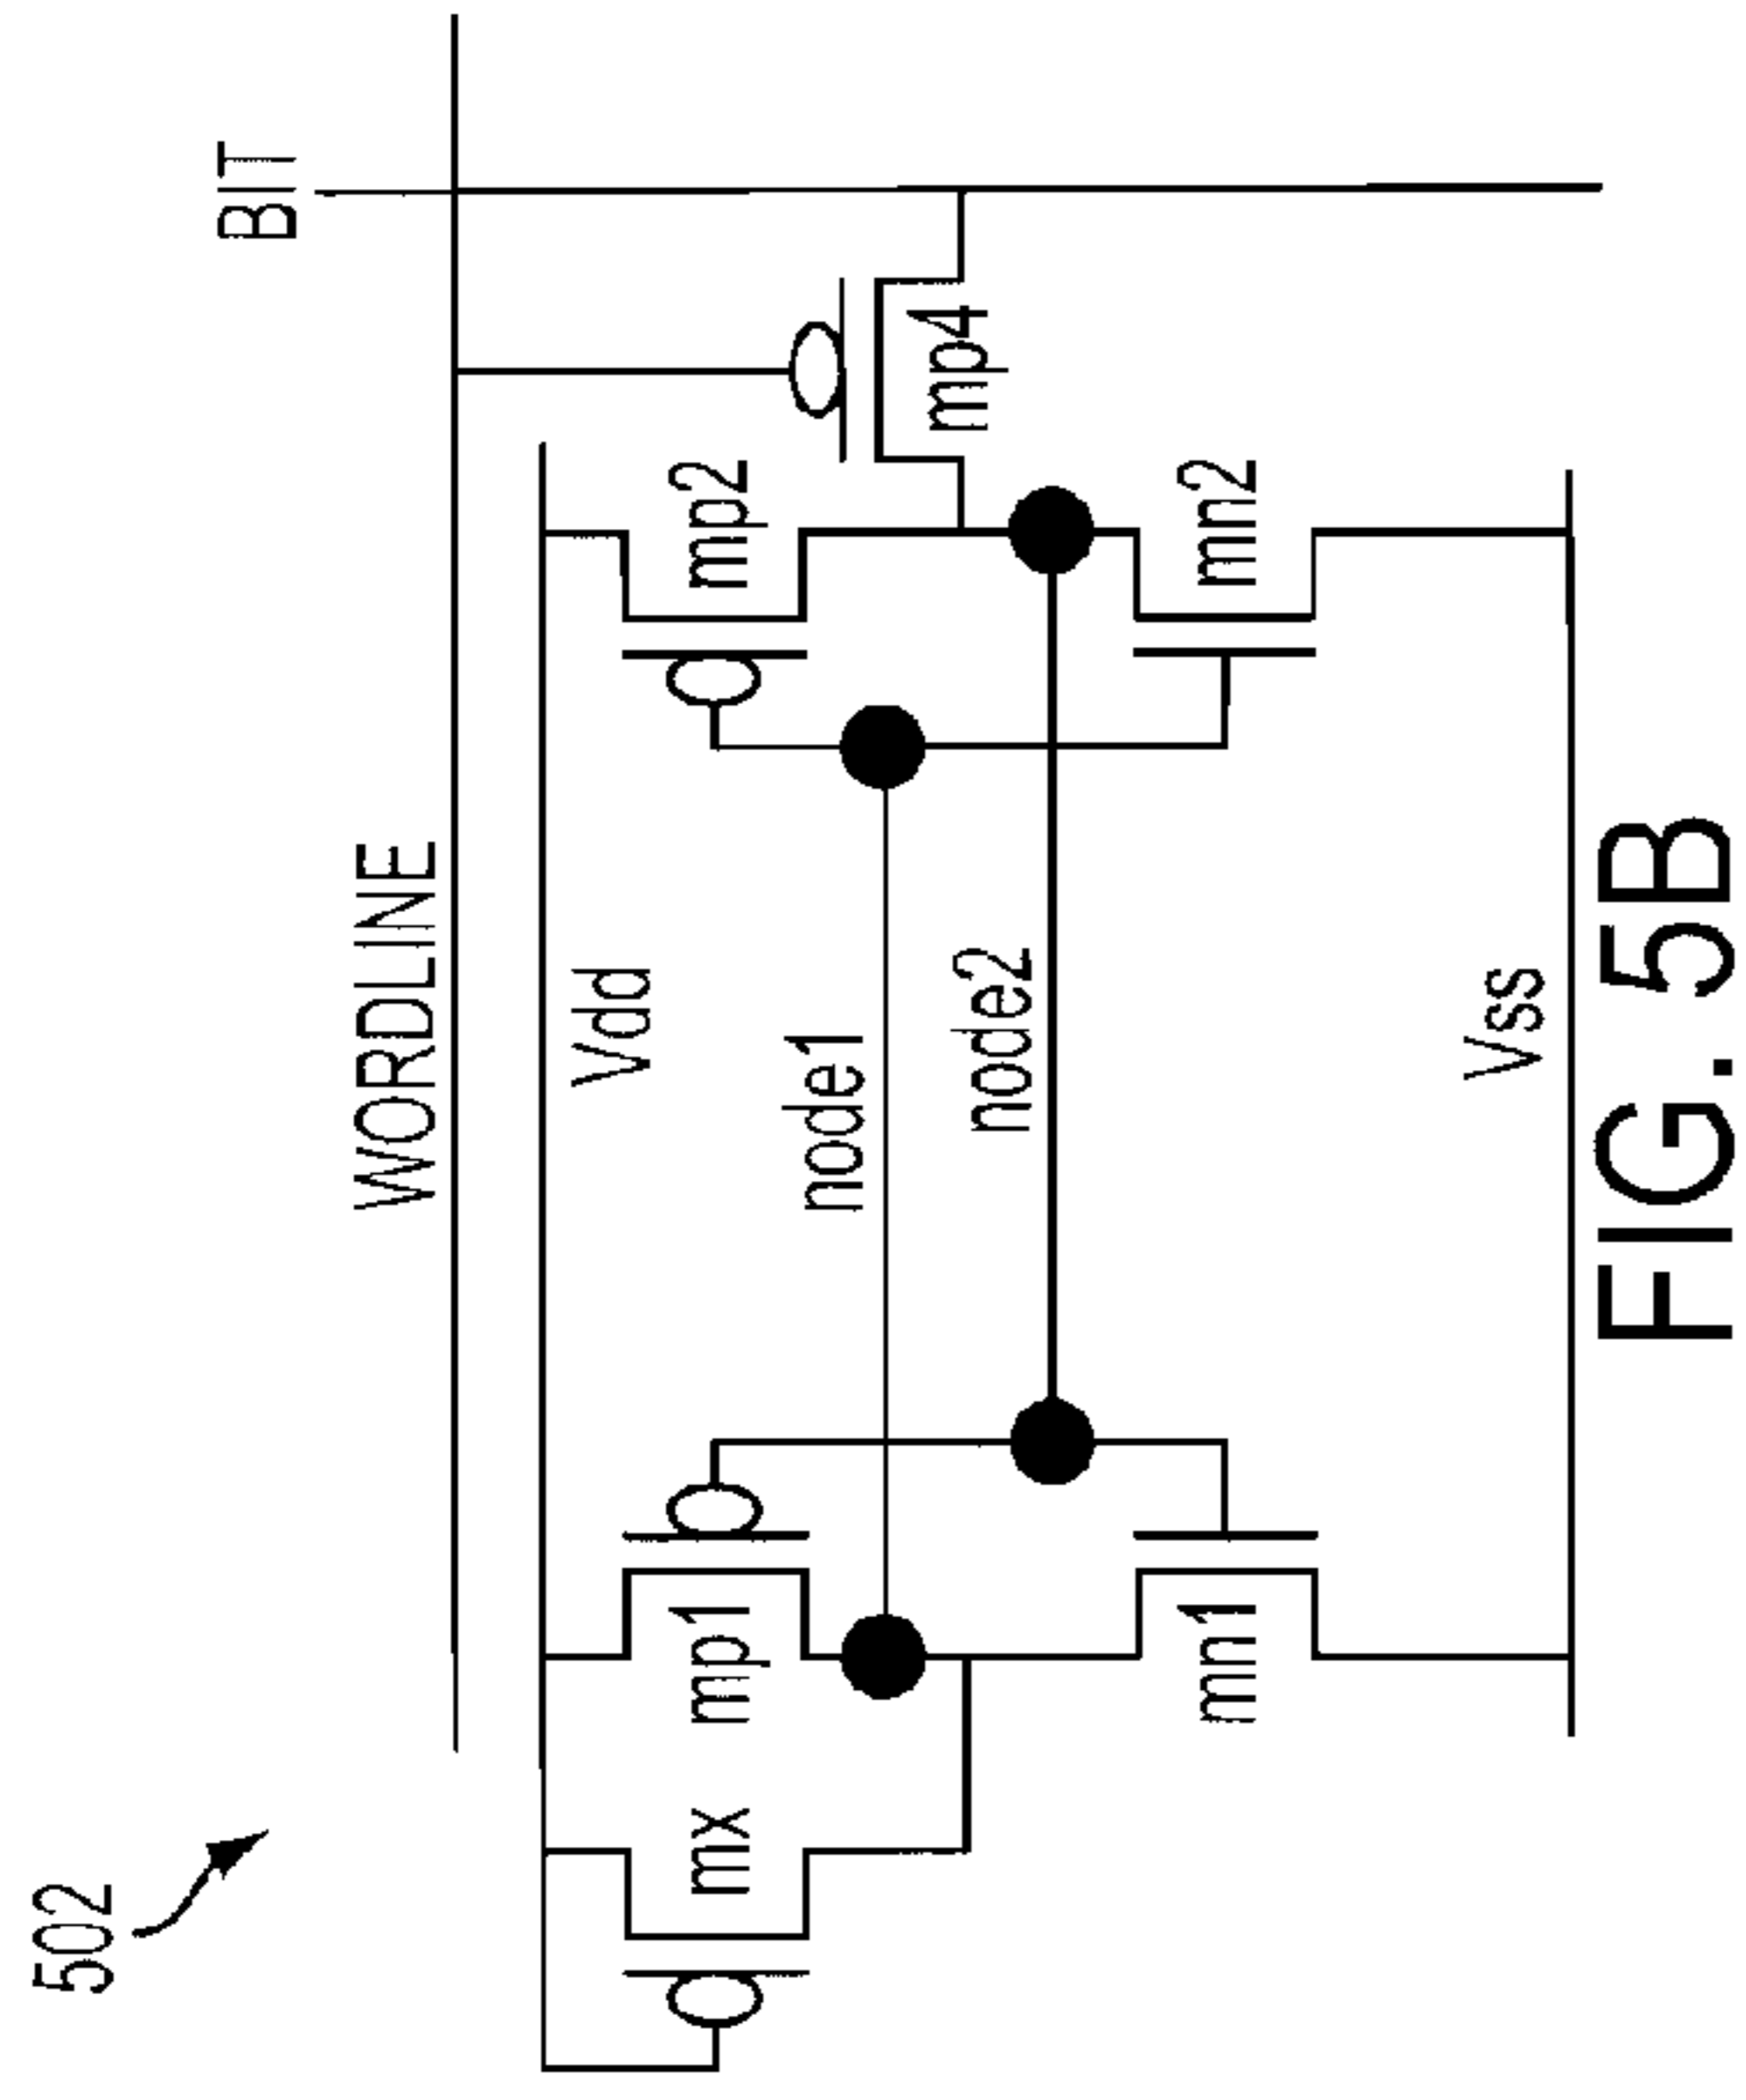 502
BIT
WORDLINE
Vdd
mx
mp1
mp2
node1
mp4
node2
mn1
mn2
Vss
FIG. 5B